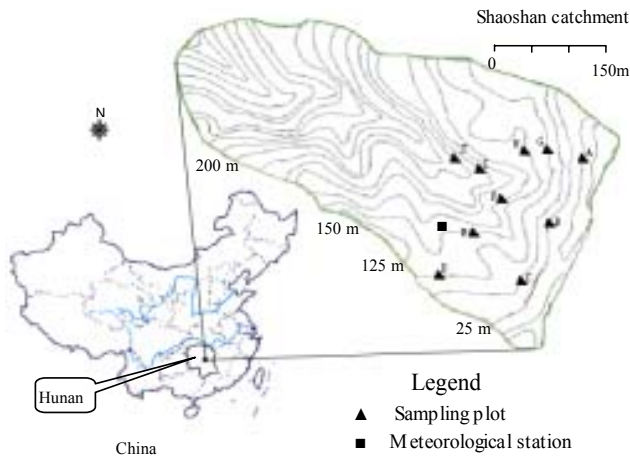 Shaoshan catchment
0 150m
N
200 m
150 m
125 m
25 m
Hunan
China
Legend
Sampling plot
Meteorological station